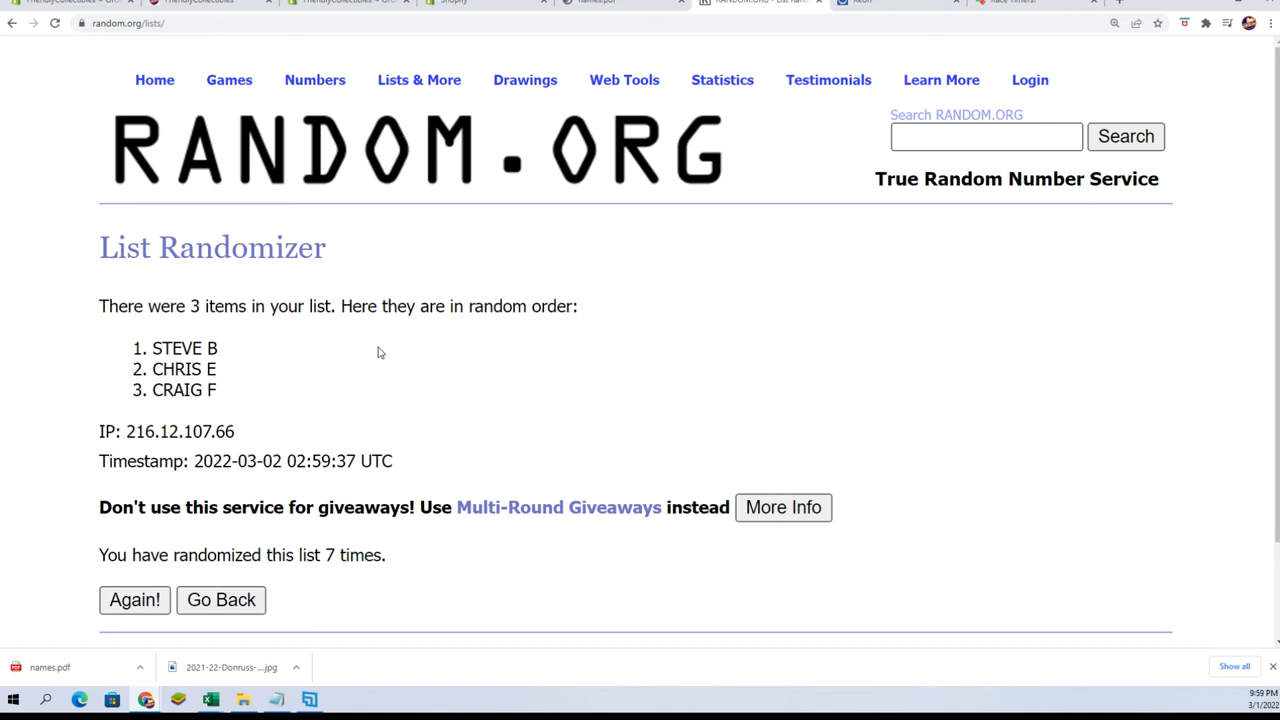 Shopify
names.pdf
random.org/lists/
Home Games Numbers Lists & More Drawings Web Tools Statistics Testimonials Learn More Login
RANDOM.ORG
Search RANDOM.ORG
Search
True Random Number Service
List Randomizer
There were 3 items in your list. Here they are in random order:
1. STEVE B
2. CHRIS E
3. CRAIG F
IP: 216.12.107.66
Timestamp: 2022-03-02 02:59:37 UTC
Don't use this service for giveaways! Use Multi-Round Giveaways instead More Info
You have randomized this list 7 times.
Again! Go Back
names.pdf 2021-22-Donruss-....jpg Show all
9:59 PM
3/1/2022